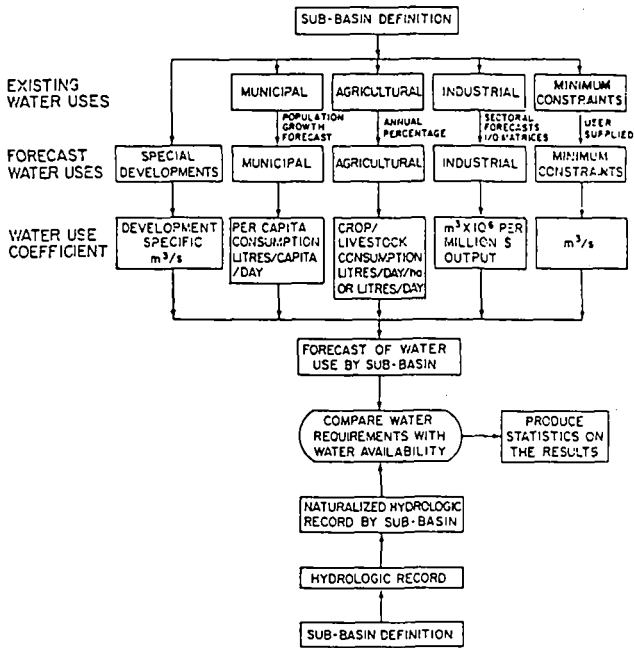 SUB-BASIN DEFINITION
EXISTING
WATER USES
MUNICIPAL
AGRICULTURAL
INDUSTRIAL
MINIMUM
CONSTRAINTS
POPULATION
GROWTH
FORECAST
ANNUAL
PERCENTAGE
SECTORAL
FORECASTS
I/O MATRICES
USER
SUPPLIED
FORECAST
WATER USES
SPECIAL
DEVELOPMENTS
MUNICIPAL
AGRICULTURAL
INDUSTRIAL
MINIMUM
CONSTRAINTS
WATER USE
COEFFICIENT
DEVELOPMENT
SPECIFIC
m³/s
PER CAPITA
CONSUMPTION
LITRES/CAPITA
/DAY
CROP/
LIVESTOCK
CONSUMPTION
LITRES/DAY/ha
OR LITRES/DAY
m³X10⁶ PER
MILLION $
OUTPUT
m³/s
FORECAST OF WATER
USE BY SUB-BASIN
COMPARE WATER
REQUIREMENTS WITH
WATER AVAILABILITY
PRODUCE
STATISTICS ON
THE RESULTS
NATURALIZED HYDROLOGIC
RECORD BY SUB-BASIN
HYDROLOGIC RECORD
SUB-BASIN DEFINITION